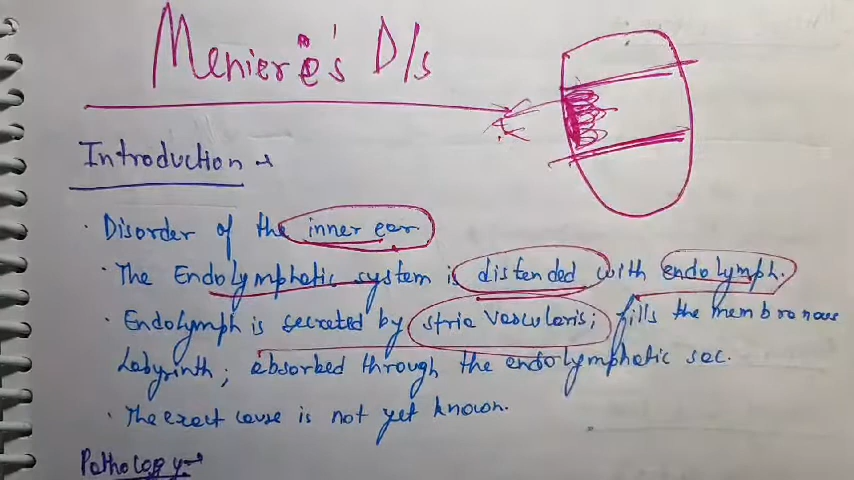 Meniere's D/s
Introduction →
· Disorder of the inner ear.
· The Endolymphatic system is distended with endolymph.
· Endolymph is secreted by stria vascularis; fills the membranous
Labyrinth; absorbed through the endolymphatic sac.
· The exact cause is not yet known.
Pathology →